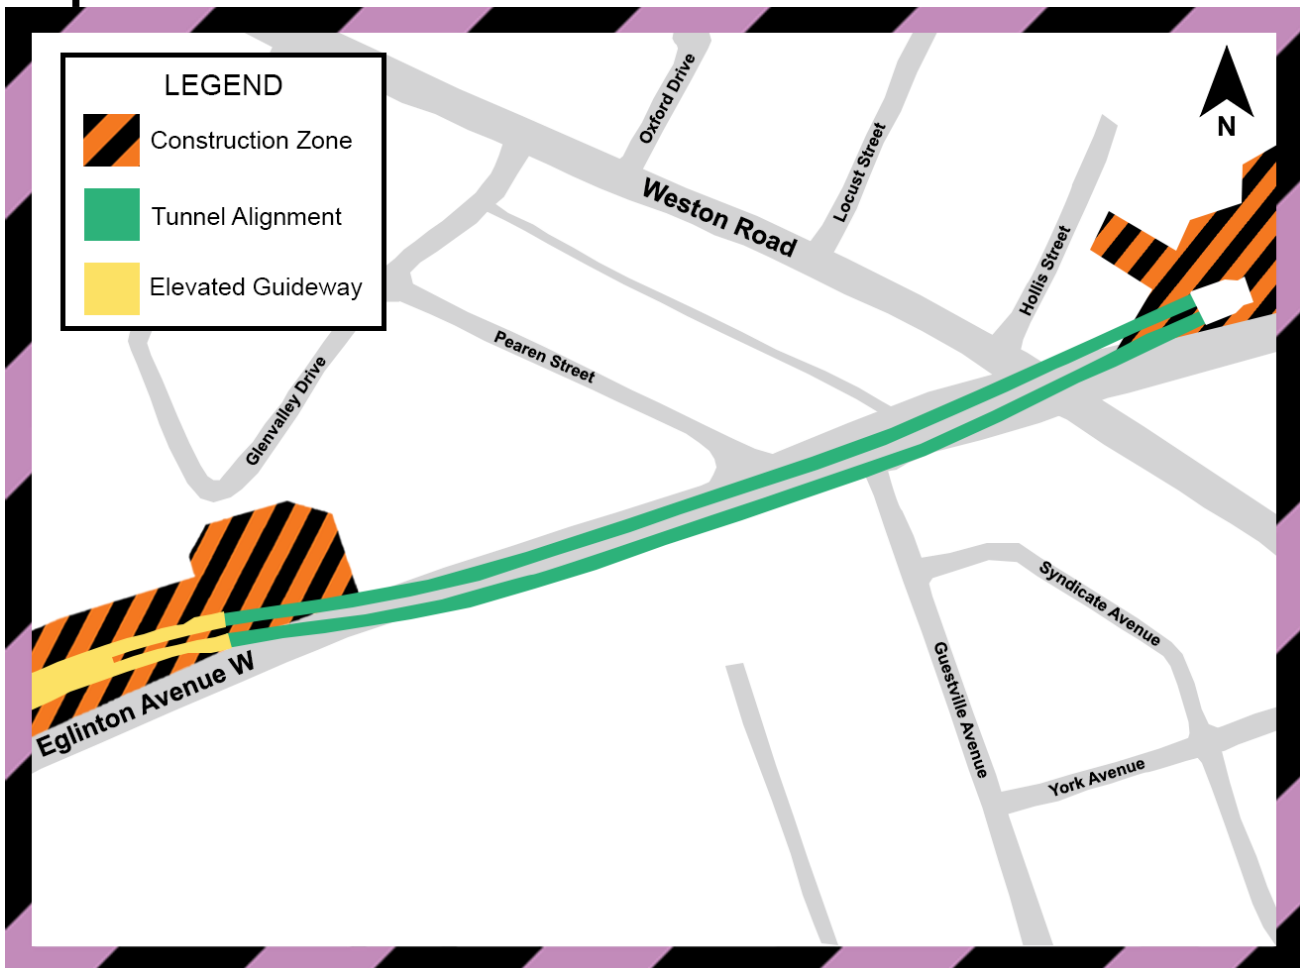 LEGEND
Construction Zone
Tunnel Alignment
Elevated Guideway
N
Oxford Drive
Locust Street
Weston Road
Hollis Street
Pearen Street
Glenvalley Drive
Syndicate Avenue
Guestville Avenue
York Avenue
Eglinton Avenue W